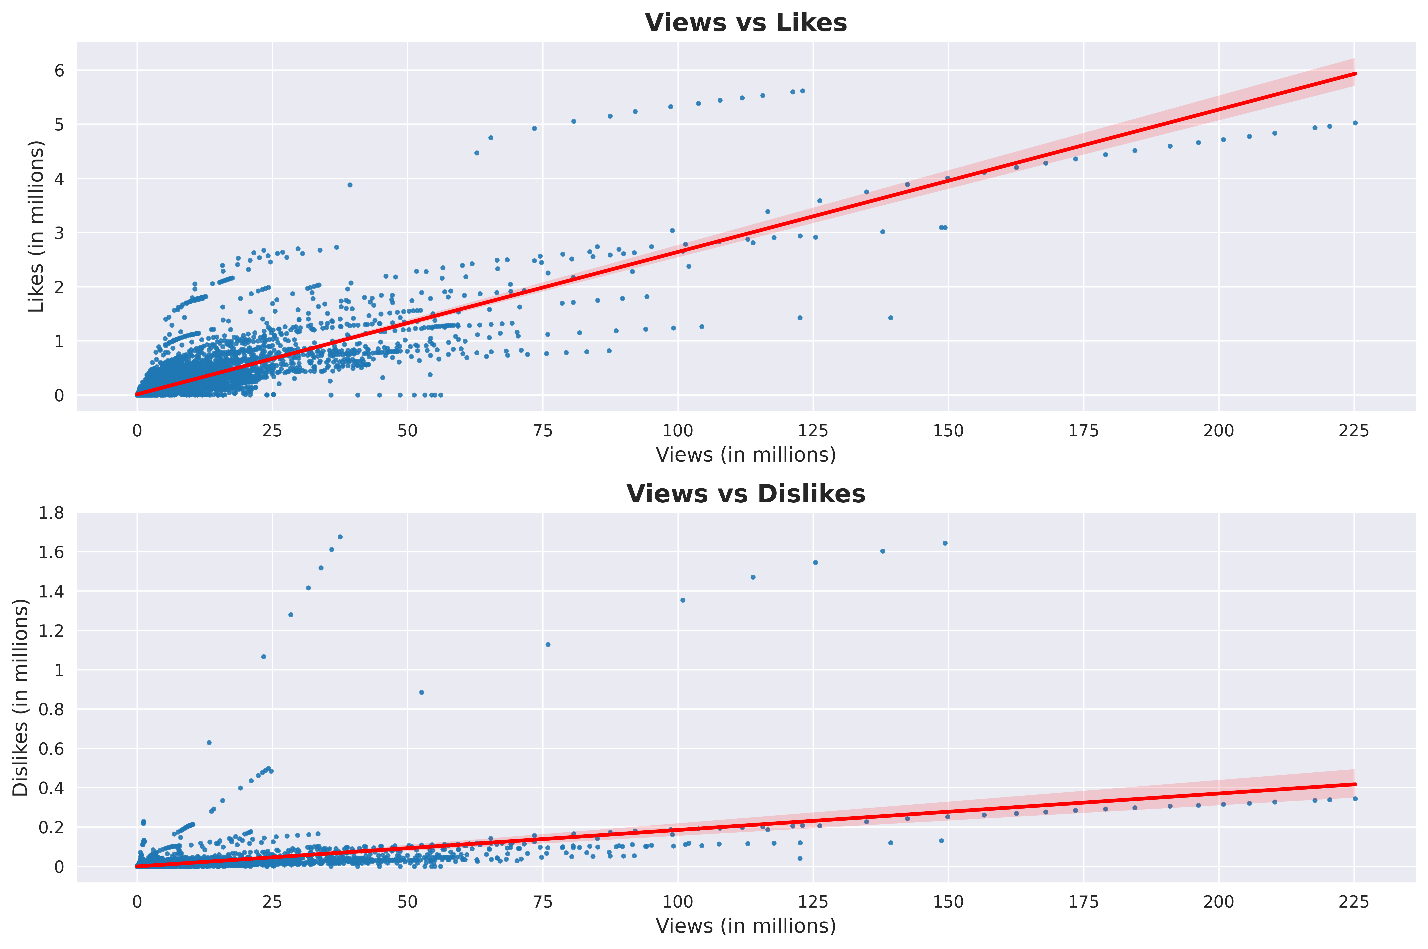 Views vs Likes
6
5
4
3
2
1
0
Likes (in millions)
0 25 50 75 100 125 150 175 200 225
Views (in millions)
Views vs Dislikes
1.8
1.6
1.4
1.2
1
0.8
0.6
0.4
0.2
0
Dislikes (in millions)
0 25 50 75 100 125 150 175 200 225
Views (in millions)